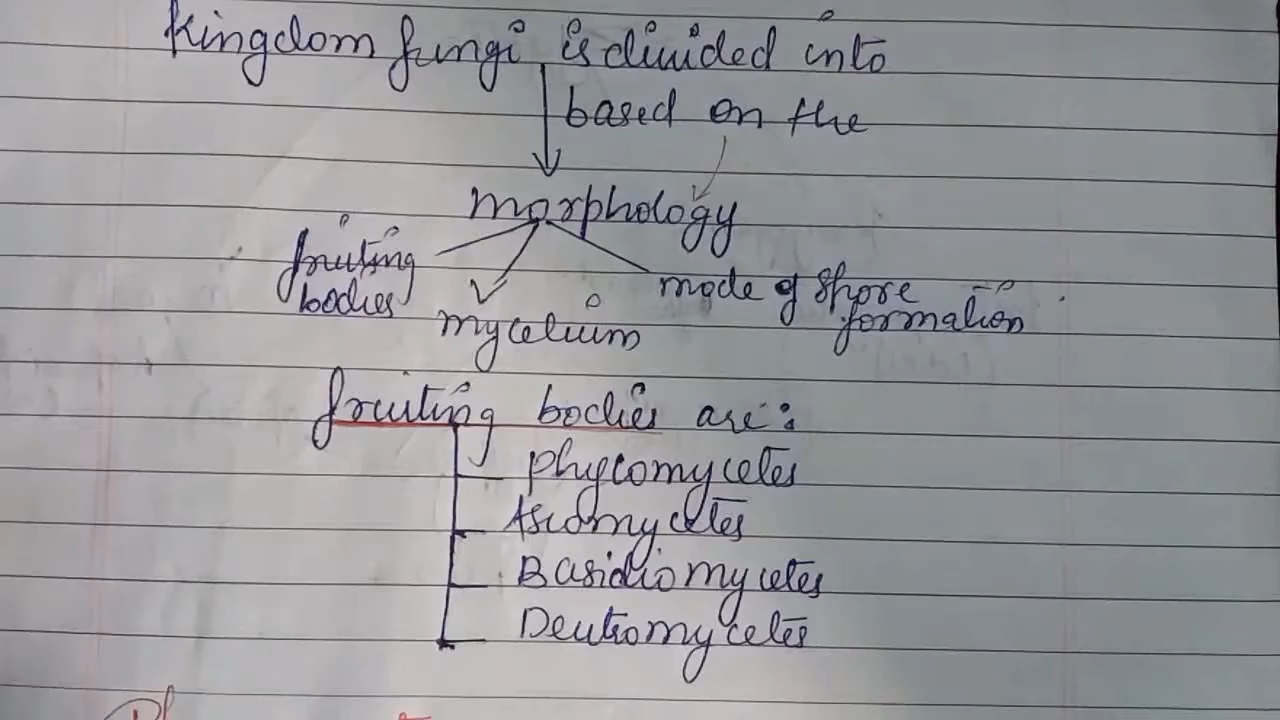 Kingdom fungi is divided into
based on the
morphology
fruiting
bodies
mycelium
mode of spore
formation
fruiting bodies are:
phycomycetes
Ascomycetes
Basidiomycetes
Deutromycetes